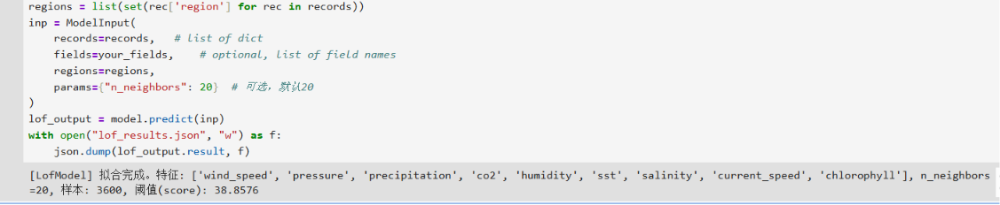 regions = list(set(rec['region'] for rec in records))
inp = ModelInput(
    records=records,   # list of dict
    fields=your_fields,    # optional, list of field names
    regions=regions,
    params={"n_neighbors": 20}  # 可选，默认20
)
lof_output = model.predict(inp)
with open("lof_results.json", "w") as f:
    json.dump(lof_output.result, f)
[LofModel] 拟合完成。特征: ['wind_speed', 'pressure', 'precipitation', 'co2', 'humidity', 'sst', 'salinity', 'current_speed', 'chlorophyll'], n_neighbors
=20, 样本: 3600, 阈值(score): 38.8576